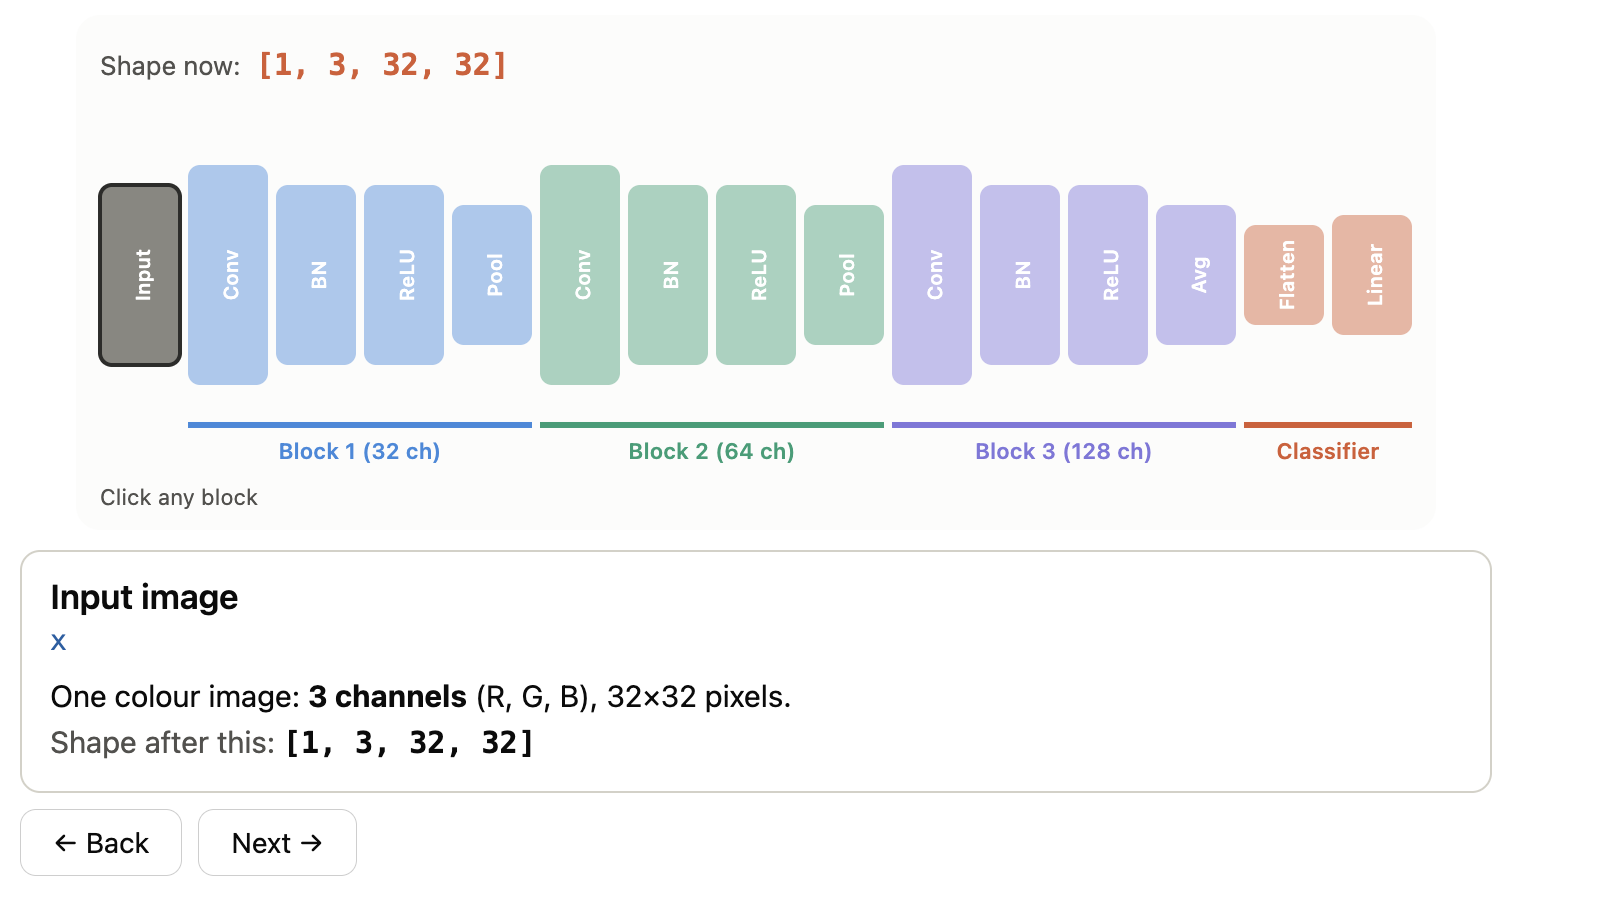 Shape now: [1, 3, 32, 32]
Input
Conv
BN
ReLU
Pool
Conv
BN
ReLU
Pool
Conv
BN
ReLU
Avg
Flatten
Linear
Block 1 (32 ch)
Block 2 (64 ch)
Block 3 (128 ch)
Classifier
Click any block
Input image
x
One colour image: 3 channels (R, G, B), 32×32 pixels.
Shape after this: [1, 3, 32, 32]
← Back
Next →